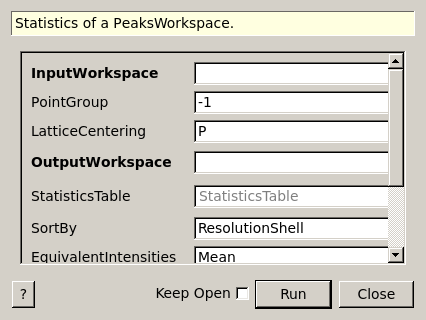 Statistics of a PeaksWorkspace.
InputWorkspace
PointGroup -1
LatticeCentering P
OutputWorkspace
StatisticsTable StatisticsTable
SortBy ResolutionShell
EquivalentIntensities Mean
? Keep Open Run Close